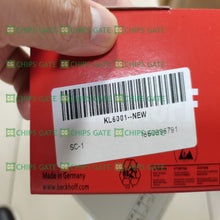 CHIPS GATE
KL6001--NEW
SC-1
Made in Germany
www.beckhoff.com